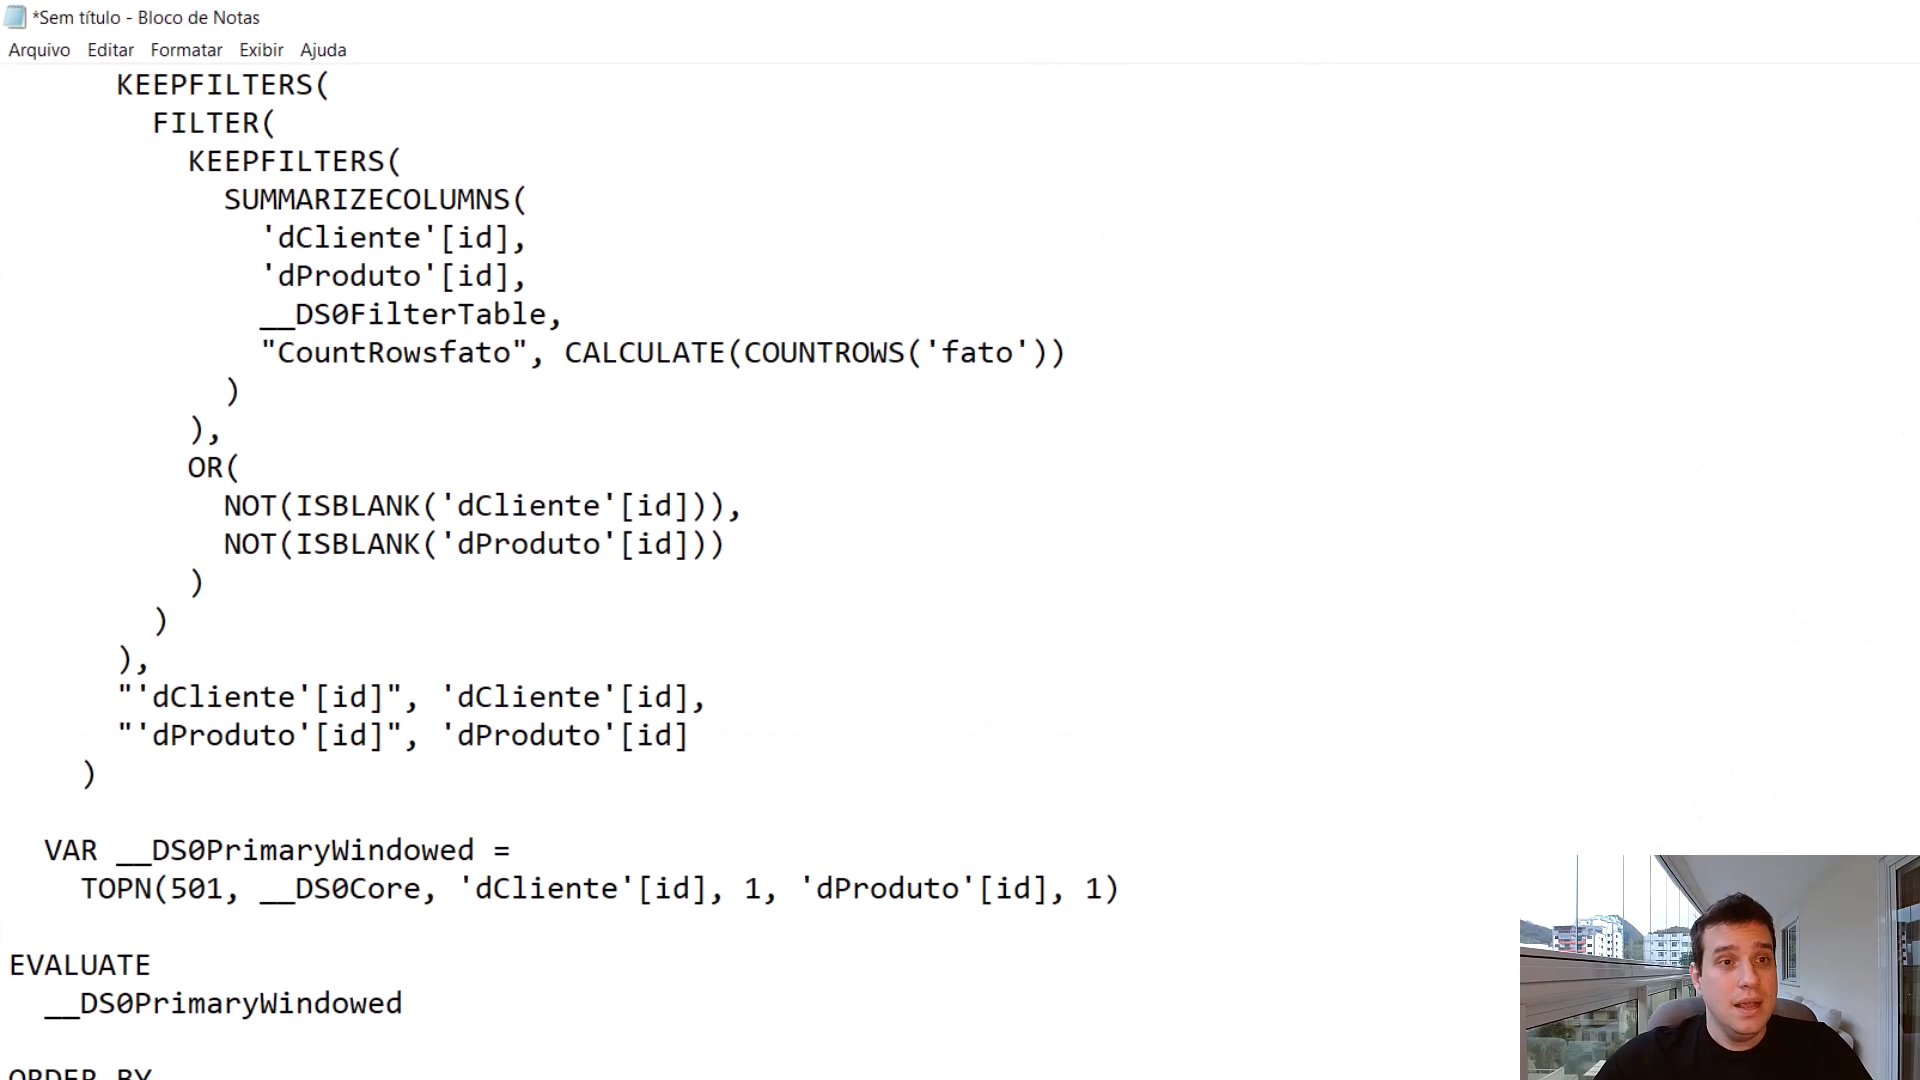 *Sem título - Bloco de Notas
Arquivo Editar Formatar Exibir Ajuda
KEEPFILTERS(
FILTER(
KEEPFILTERS(
SUMMARIZECOLUMNS(
'dCliente'[id],
'dProduto'[id],
__DS0FilterTable,
"CountRowsfato", CALCULATE(COUNTROWS('fato'))
)
),
OR(
NOT(ISBLANK('dCliente'[id])),
NOT(ISBLANK('dProduto'[id]))
)
)
),
"'dCliente'[id]", 'dCliente'[id],
"'dProduto'[id]", 'dProduto'[id]
)
VAR __DS0PrimaryWindowed =
TOPN(501, __DS0Core, 'dCliente'[id], 1, 'dProduto'[id], 1)
EVALUATE
__DS0PrimaryWindowed
ORDER BY